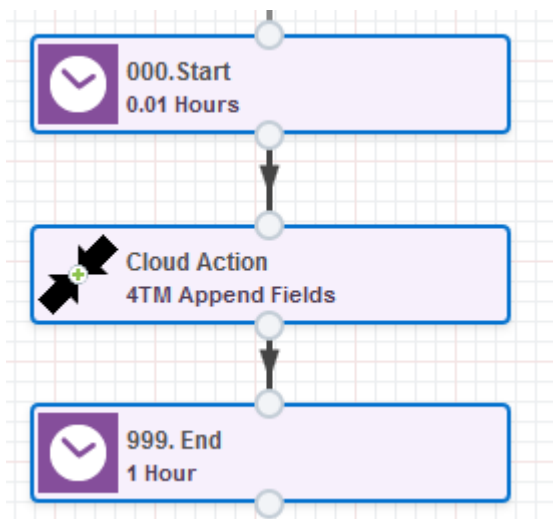 000.Start
0.01 Hours
Cloud Action
4TM Append Fields
999. End
1 Hour